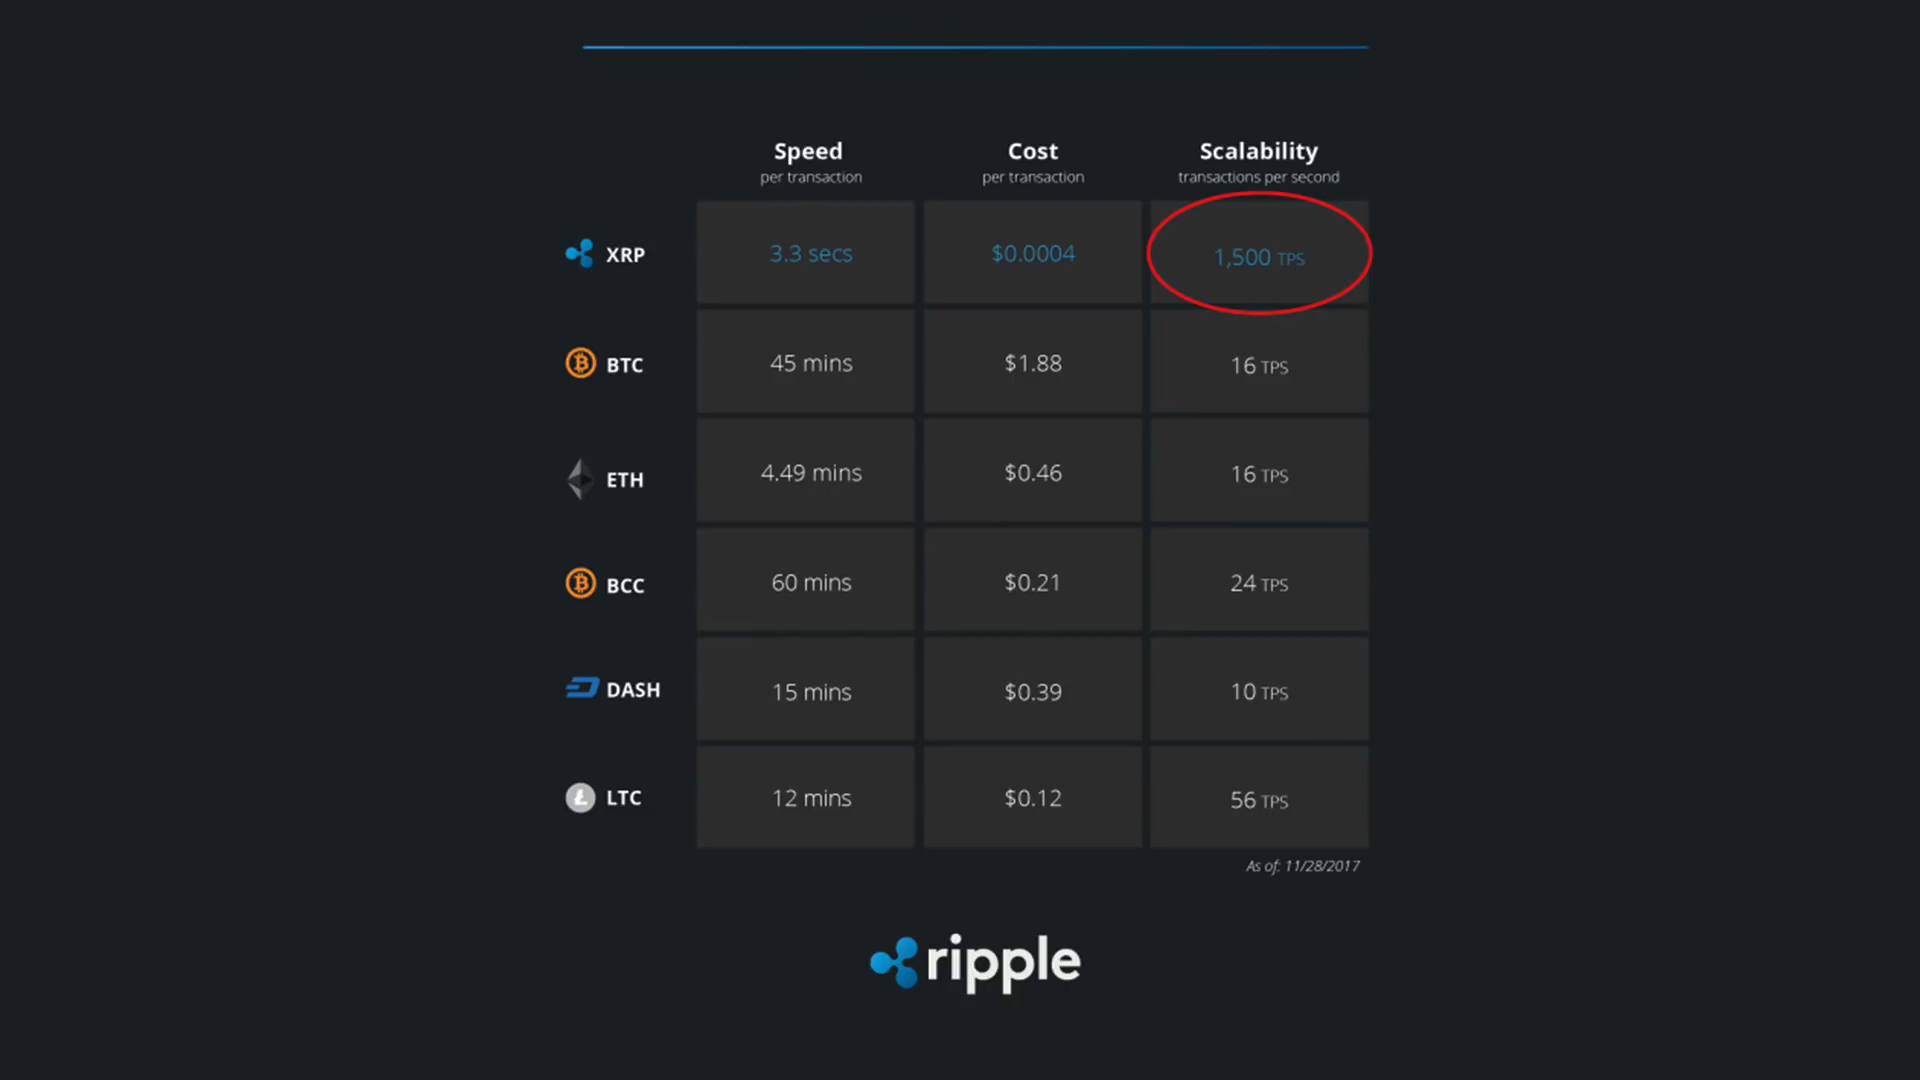 Speed Cost Scalability
per transaction per transaction transactions per second
XRP 3.3 secs $0.0004 1,500 TPS
BTC 45 mins $1.88 16 TPS
ETH 4.49 mins $0.46 16 TPS
BCC 60 mins $0.21 24 TPS
DASH 15 mins $0.39 10 TPS
LTC 12 mins $0.12 56 TPS
As of: 11/28/2017
ripple